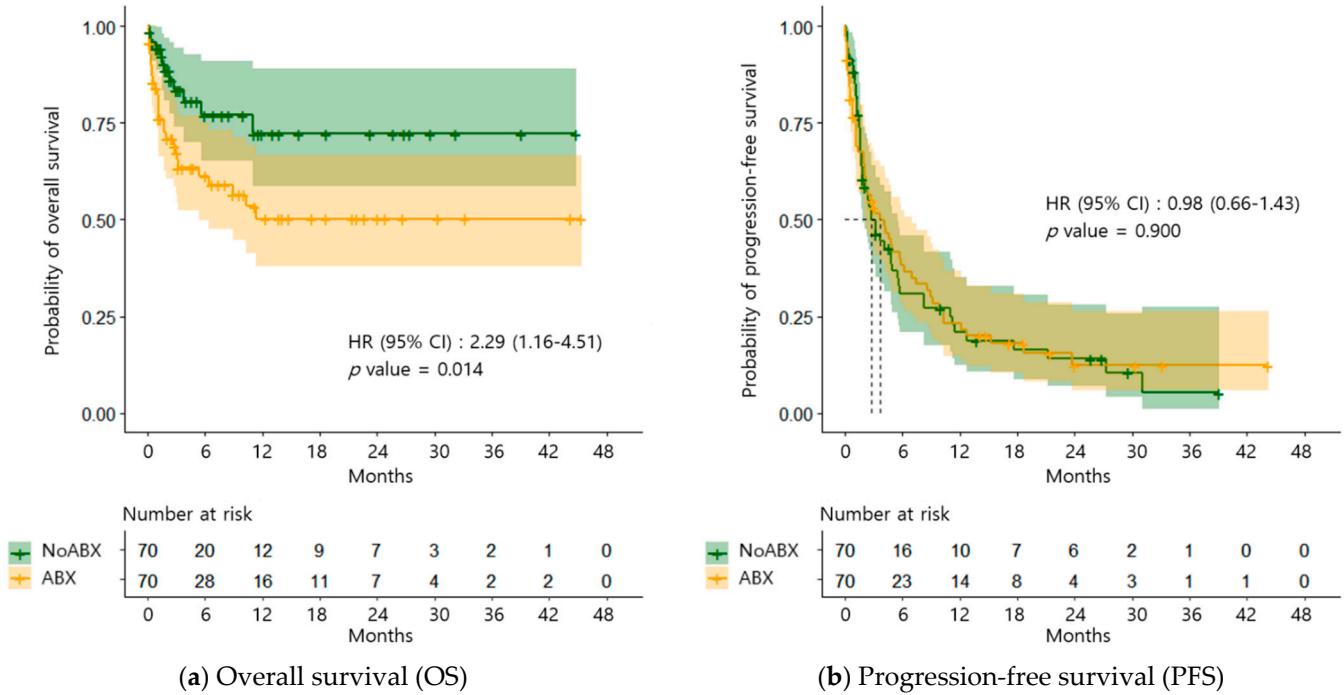 1.00
0.75
0.50
0.25
0.00
Probability of overall survival
HR (95% CI) : 2.29 (1.16-4.51)
p value = 0.014
0 6 12 18 24 30 36 42 48
Months
Number at risk
NoABX 70 20 12 9 7 3 2 1 0
ABX 70 28 16 11 7 4 2 2 0
0 6 12 18 24 30 36 42 48
Months
(a) Overall survival (OS)
1.00
0.75
0.50
0.25
0.00
Probability of progression-free survival
HR (95% CI) : 0.98 (0.66-1.43)
p value = 0.900
0 6 12 18 24 30 36 42 48
Months
Number at risk
NoABX 70 16 10 7 6 2 1 0 0
ABX 70 23 14 8 4 3 1 1 0
0 6 12 18 24 30 36 42 48
Months
(b) Progression-free survival (PFS)